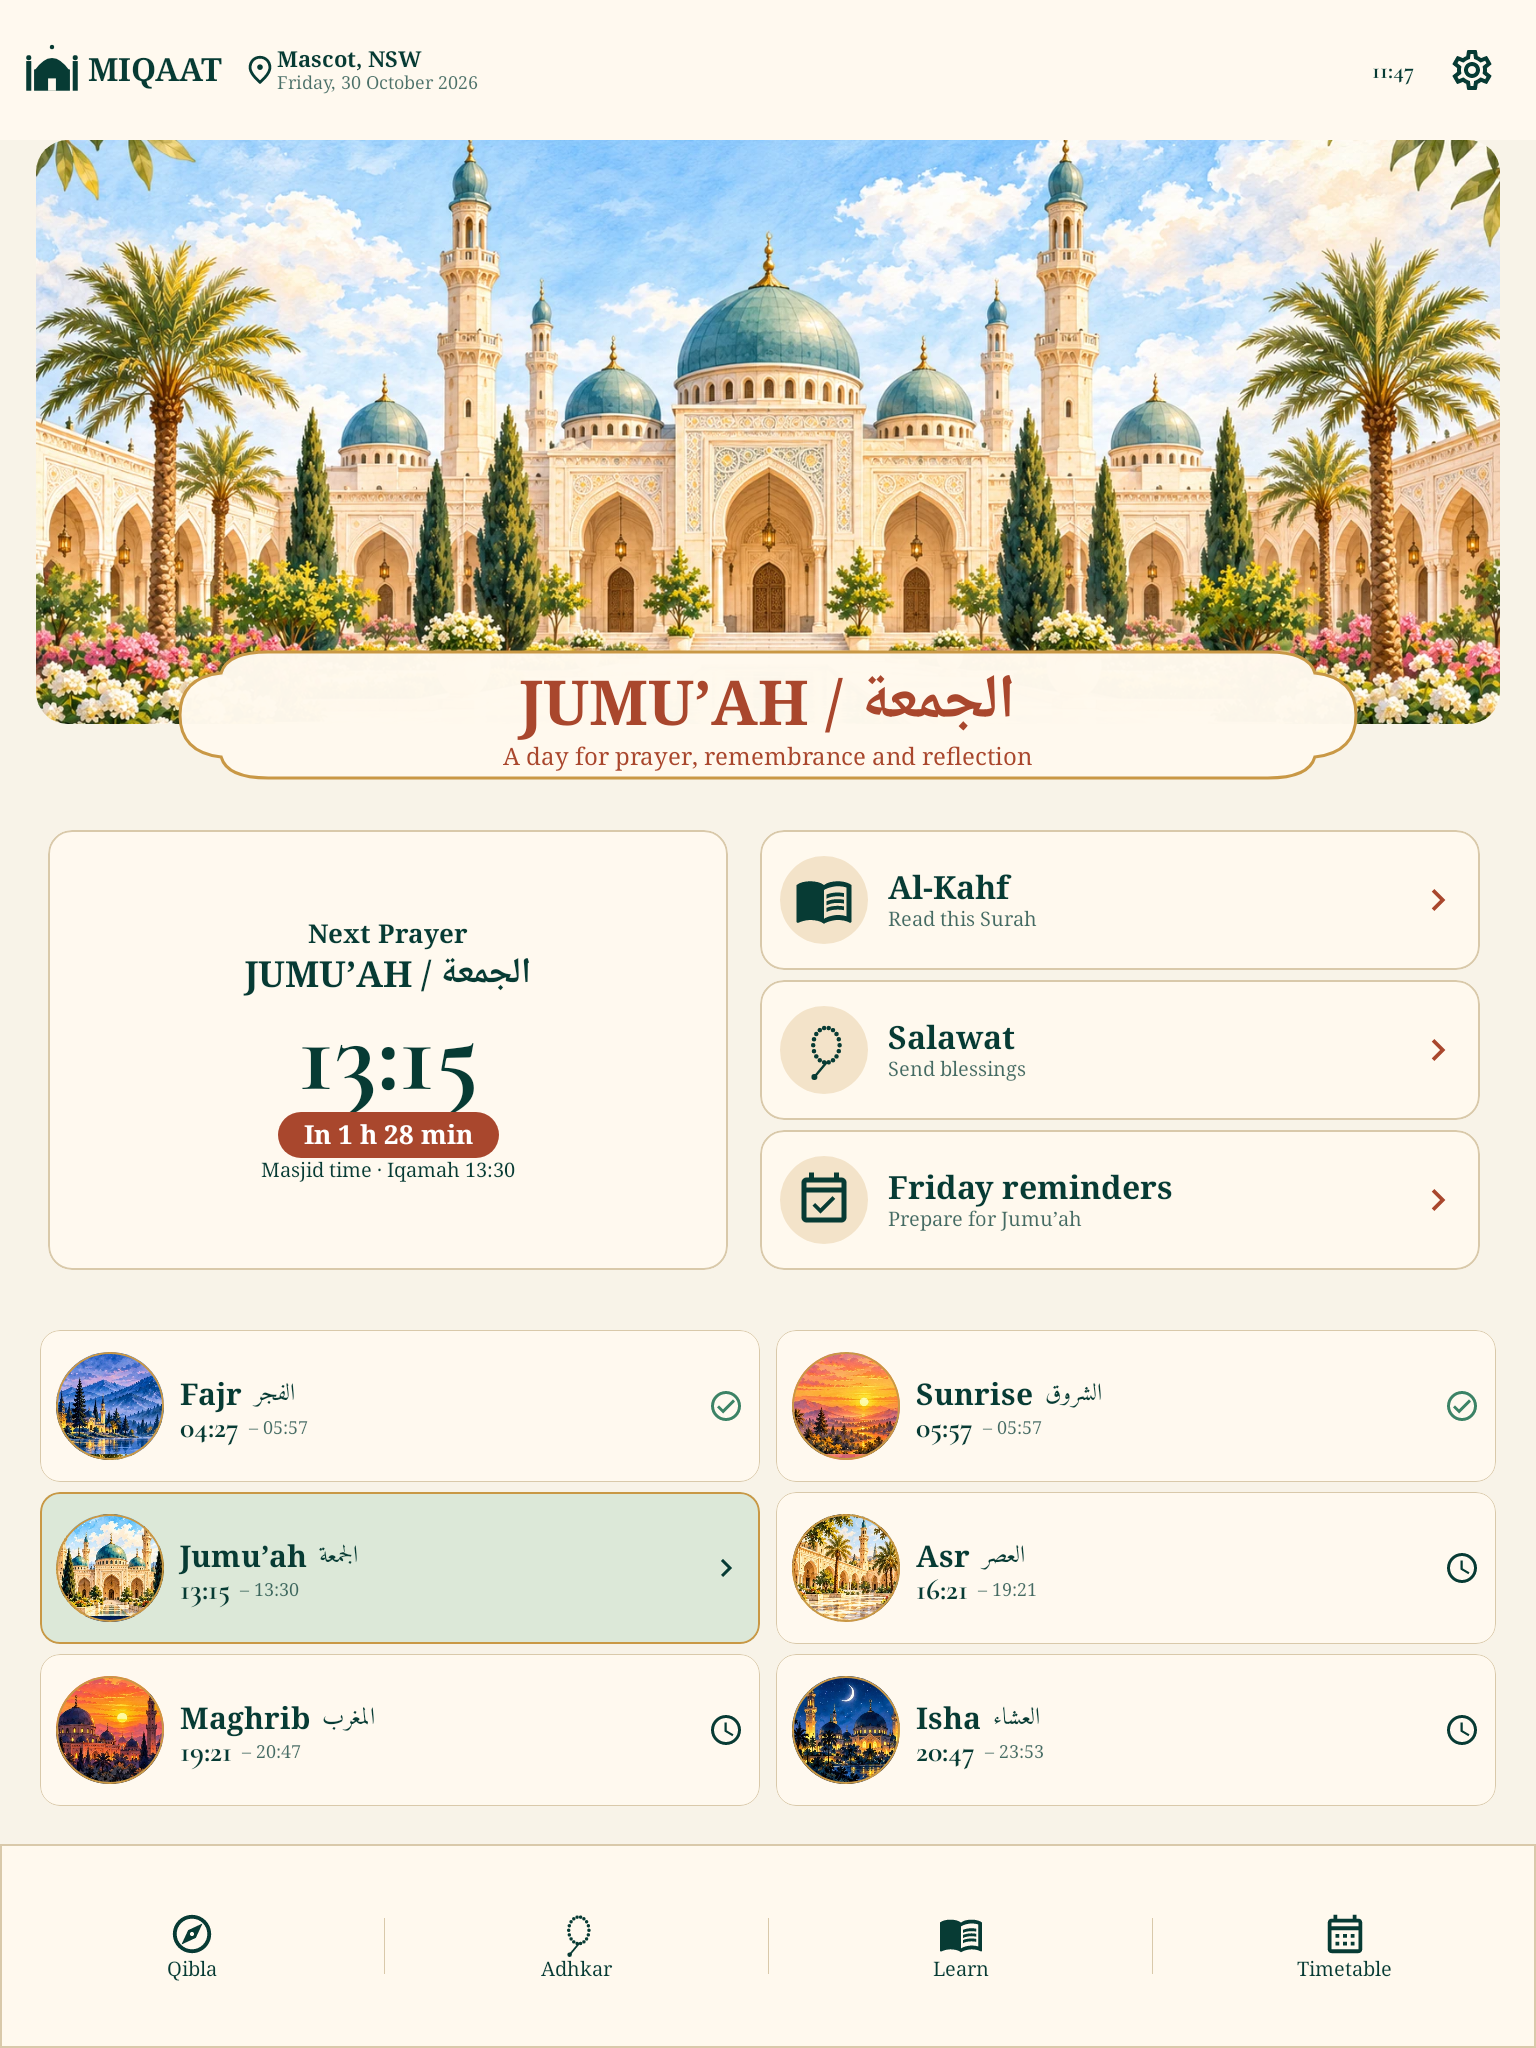 MIQAAT
Mascot, NSW
Friday, 30 October 2026
11:47
JUMU’AH / الجمعة
A day for prayer, remembrance and reflection
Next Prayer
JUMU’AH / الجمعة
13:15
In 1 h 28 min
Masjid time · Iqamah 13:30
Al-Kahf
Read this Surah
Salawat
Send blessings
Friday reminders
Prepare for Jumu’ah
Fajr الفجر
04:27 – 05:57
Sunrise الشروق
05:57 – 05:57
Jumu’ah الجمعة
13:15 – 13:30
Asr العصر
16:21 – 19:21
Maghrib المغرب
19:21 – 20:47
Isha العشاء
20:47 – 23:53
Qibla
Adhkar
Learn
Timetable